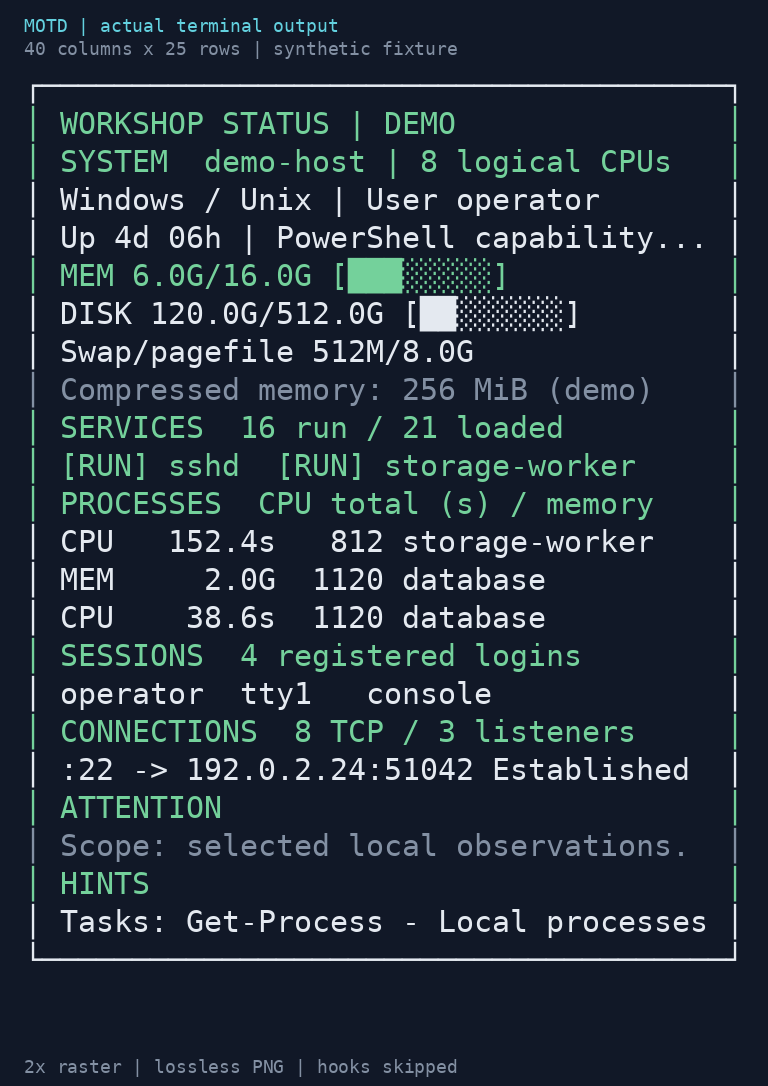 MOTD | actual terminal output
40 columns x 25 rows | synthetic fixture
WORKSHOP STATUS | DEMO
SYSTEM  demo-host | 8 logical CPUs
Windows / Unix | User operator
Up 4d 06h | PowerShell capability...
MEM 6.0G/16.0G [███░░░░░]
DISK 120.0G/512.0G [██░░░░░░]
Swap/pagefile 512M/8.0G
Compressed memory: 256 MiB (demo)
SERVICES  16 run / 21 loaded
[RUN] sshd  [RUN] storage-worker
PROCESSES  CPU total (s) / memory
CPU   152.4s   812 storage-worker
MEM     2.0G  1120 database
CPU    38.6s  1120 database
SESSIONS  4 registered logins
operator  tty1   console
CONNECTIONS  8 TCP / 3 listeners
:22 -> 192.0.2.24:51042 Established
ATTENTION
Scope: selected local observations.
HINTS
Tasks: Get-Process - Local processes
2x raster | lossless PNG | hooks skipped